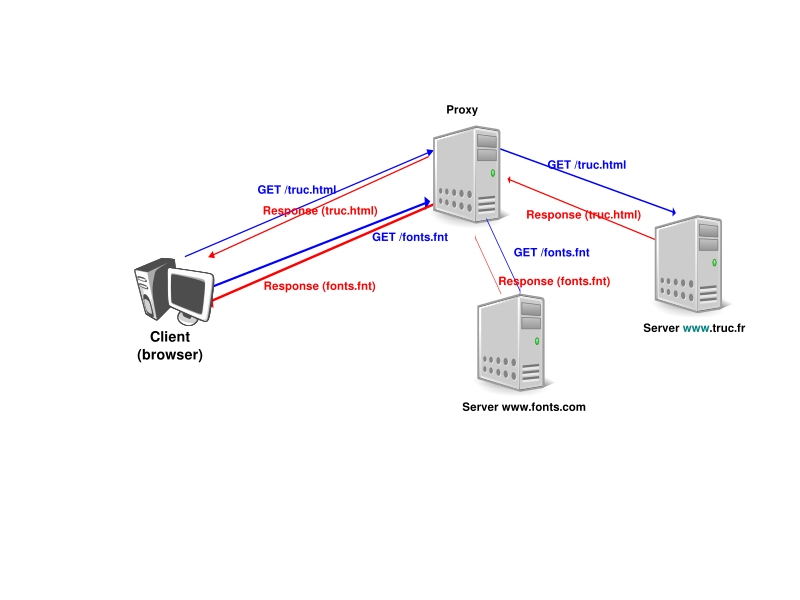 Proxy
GET /truc.html
GET /truc.html
Response (truc.html)
Response (truc.html)
GET /fonts.fnt
GET /fonts.fnt
Response (fonts.fnt)
Response (fonts.fnt)
Client
(browser)
Server www.truc.fr
Server www.fonts.com